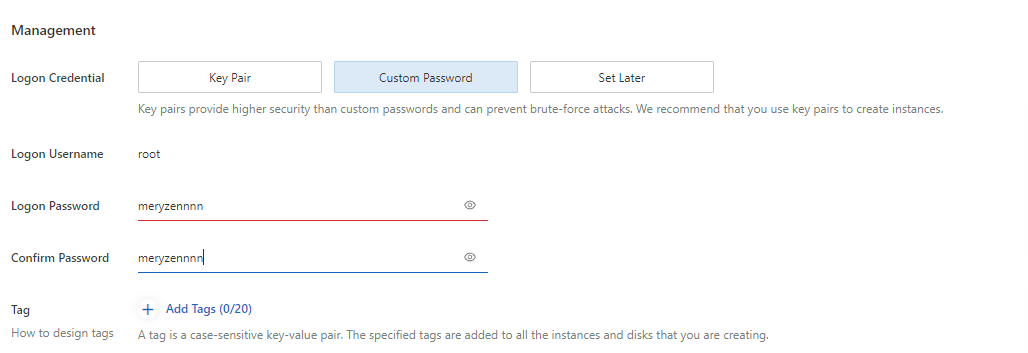 Management
Logon Credential Key Pair Custom Password Set Later
Key pairs provide higher security than custom passwords and can prevent brute-force attacks. We recommend that you use key pairs to create instances.
Logon Username root
Logon Password meryzennnn
Confirm Password meryzennnn
Tag + Add Tags (0/20)
How to design tags A tag is a case-sensitive key-value pair. The specified tags are added to all the instances and disks that you are creating.